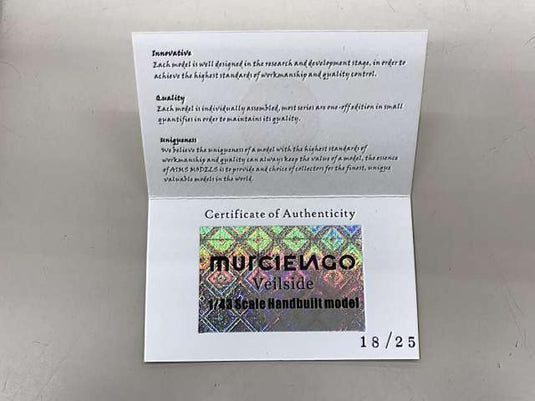 Innovative
Each model is well designed in the research and development stage, in order to
achieve the highest standards of workmanship and quality control.
Quality
Each model is individually assembled, most series are one-off edition in small
quantifies in order to maintains its quality.
Uniqueness
We believe the uniqueness of a model with the highest standards of
workmanship and quality can always keep the value of a model, the essence
of AIMS MODELS is to provide and choice of collectors for the finest, unique
valuable models in the world.
Certificate of Authenticity
murcielago
Veilside
1/43 Scale Handbuilt model
18/25